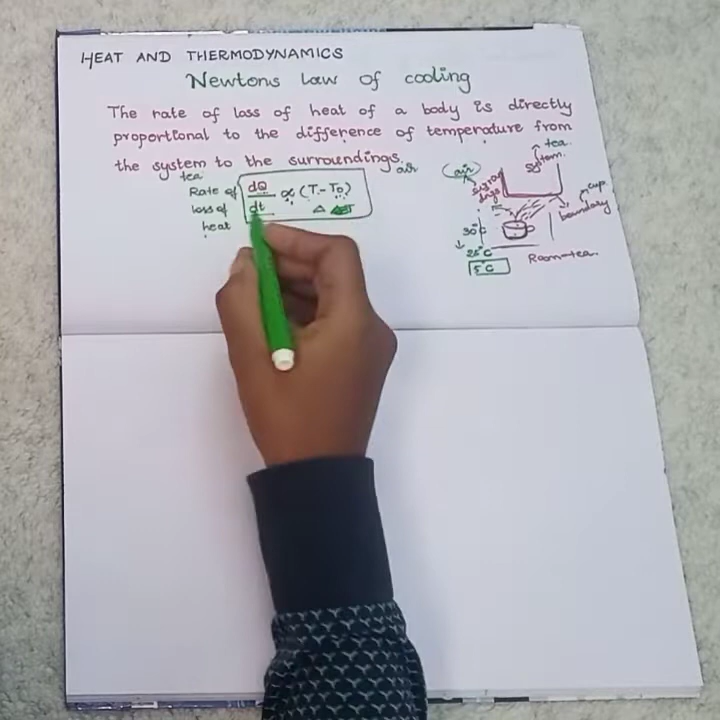 HEAT AND THERMODYNAMICS
Newtons law of cooling
The rate of loss of heat of a body is directly
proportional to the difference of temperature from
the system to the surroundings.
tea
air
Rate of
loss of
heat
dQ
dt
∝ (T - T₀)
Δ
air
tea
boundary
cup
30°C
↓ 25°C
5°C
Room-tea.